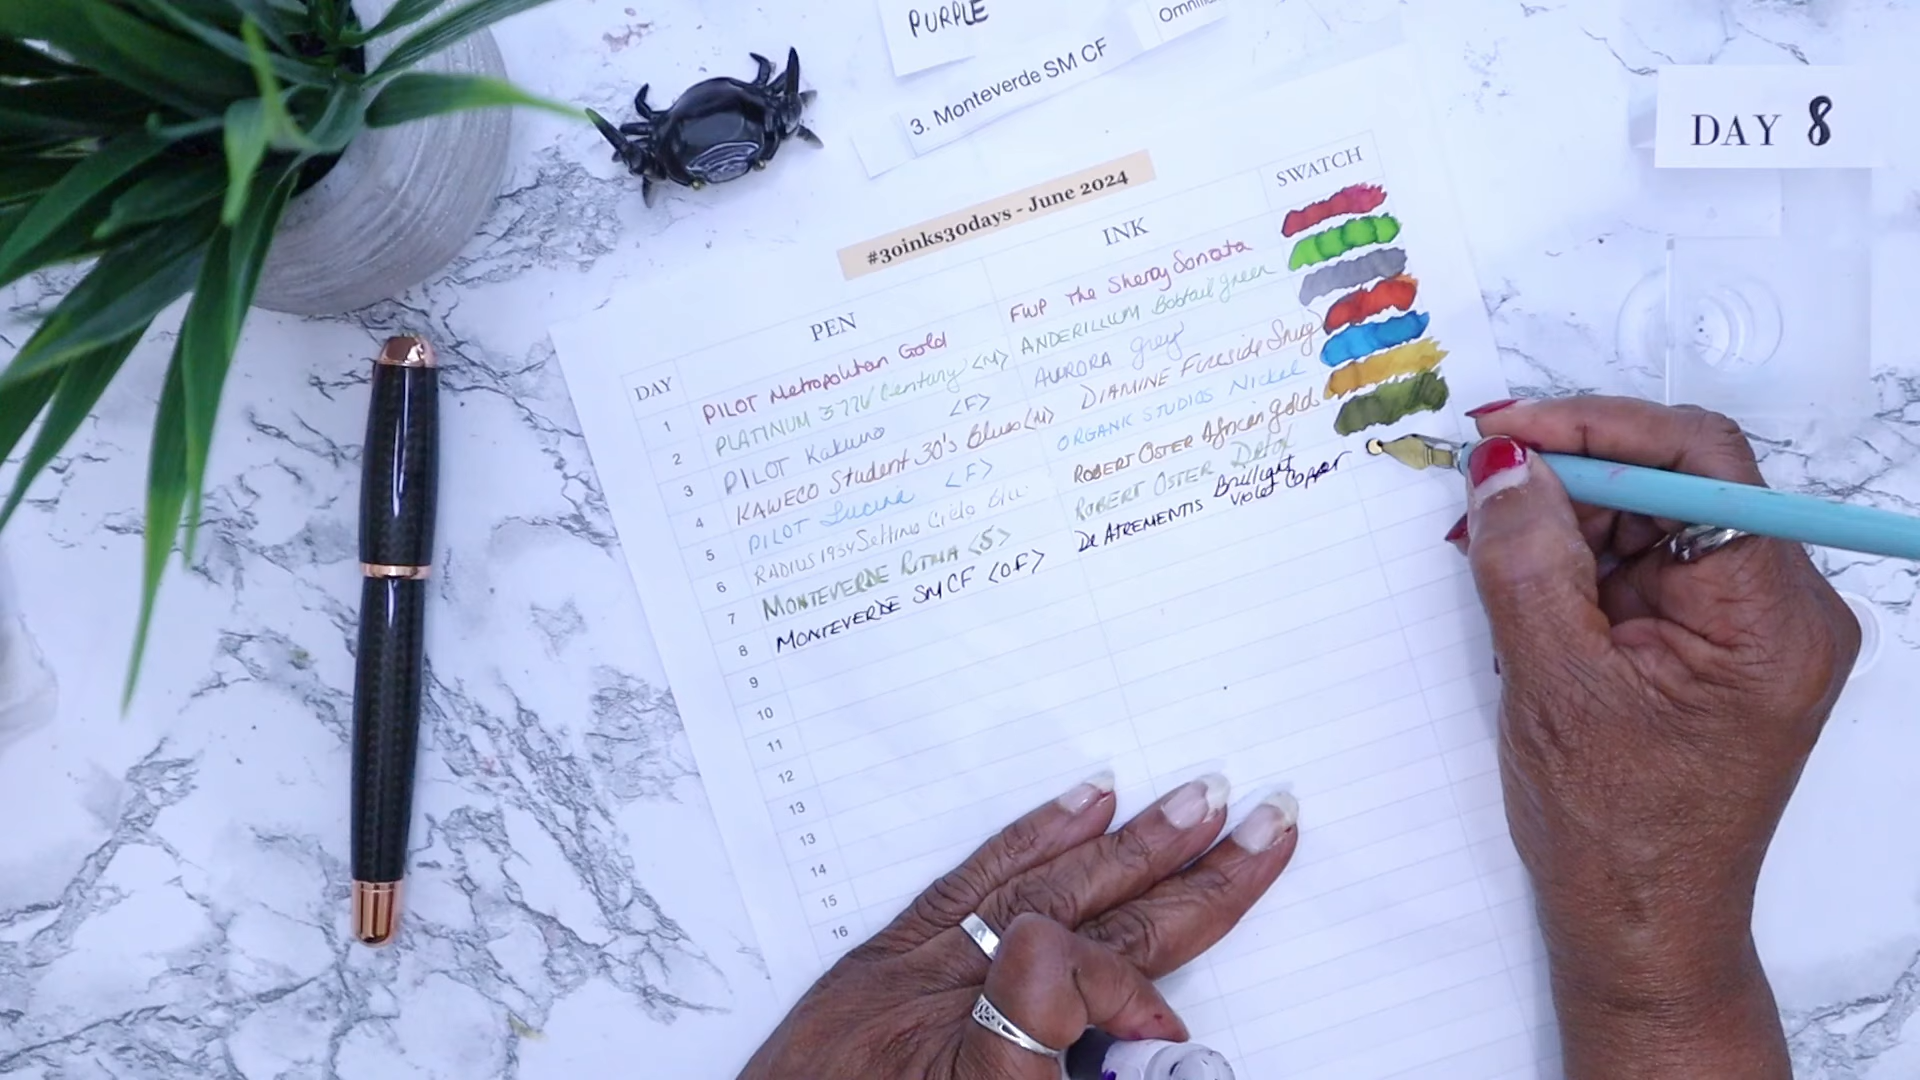 PURPLE
Omni
3. Monteverde SM CF
DAY 8
#30inks30days - June 2024
DAY PEN INK SWATCH
1 PILOT Metropolitan Gold FWP The Sherry Sonata
2 PLATINUM 3776 Century <M> ANDERILLIUM Bobtail green
3 PILOT Kakuno <F> AURORA grey
4 KAWECO Student 30's Blues <M> DIAMINE Fireside Snug
5 PILOT Lucina <F> ORGANIC STUDIOS Nickel
6 RADIUS 1934 Settimo Cielo blu ROBERT OSTER African gold
7 MONTEVERDE RITMA <S> ROBERT OSTER
8 MONTEVERDE SM CF <OF> De ATREMENTIS Brillight Violet Copper
9
10
11
12
13
13
14
15
16